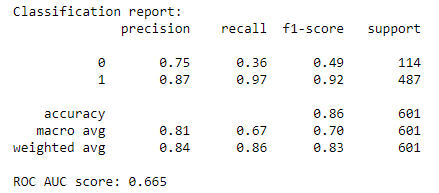 Classification report:
precision recall f1-score support
0 0.75 0.36 0.49 114
1 0.87 0.97 0.92 487
accuracy 0.86 601
macro avg 0.81 0.67 0.70 601
weighted avg 0.84 0.86 0.83 601
ROC AUC score: 0.665